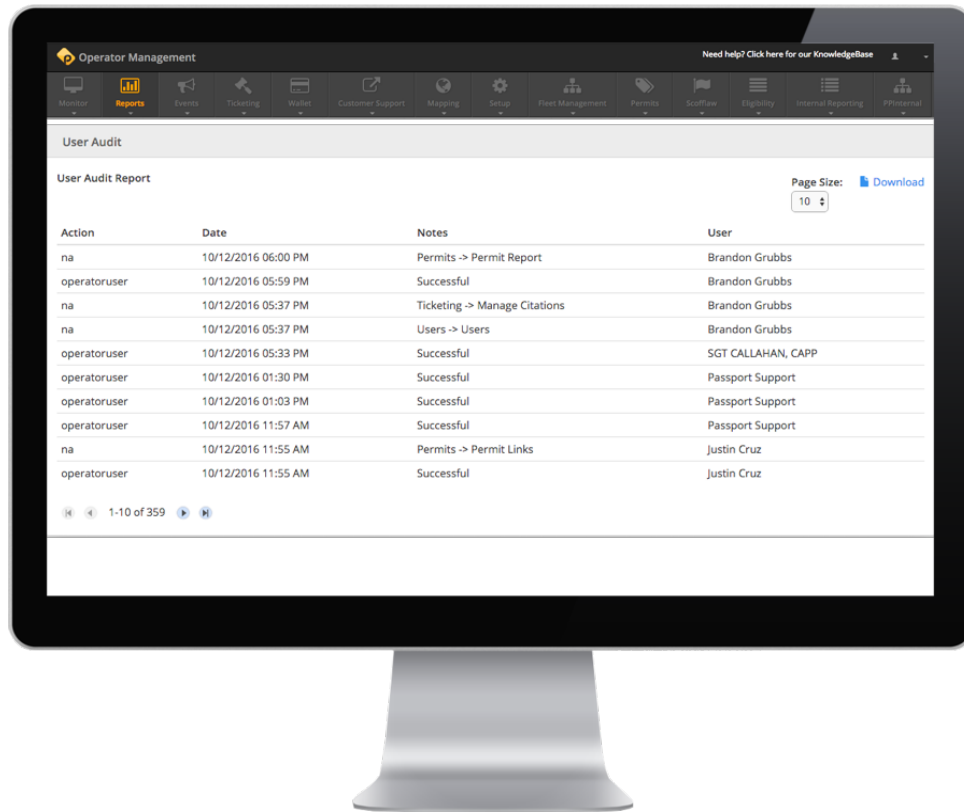 Operator Management
Need help? Click here for our KnowledgeBase
Monitor Reports Events Ticketing Wallet Customer Support Mapping Setup Fleet Management Permits Scofflaw Eligibility Internal Reporting PPInternal
User Audit
User Audit Report
Page Size: Download
10
Action Date Notes User
na 10/12/2016 06:00 PM Permits -> Permit Report Brandon Grubbs
operatoruser 10/12/2016 05:59 PM Successful Brandon Grubbs
na 10/12/2016 05:37 PM Ticketing -> Manage Citations Brandon Grubbs
na 10/12/2016 05:37 PM Users -> Users Brandon Grubbs
operatoruser 10/12/2016 05:33 PM Successful SGT CALLAHAN, CAPP
operatoruser 10/12/2016 01:30 PM Successful Passport Support
operatoruser 10/12/2016 01:03 PM Successful Passport Support
operatoruser 10/12/2016 11:57 AM Successful Passport Support
na 10/12/2016 11:55 AM Permits -> Permit Links Justin Cruz
operatoruser 10/12/2016 11:55 AM Successful Justin Cruz
1-10 of 359